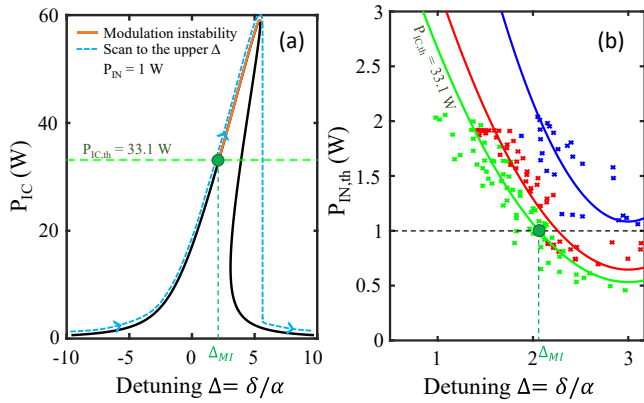 (a)
Modulation instability
Scan to the upper Δ
P_IN = 1 W
P_IC,th = 33.1 W
60
40
20
0
P_IC (W)
-10
-5
0
5
10
Δ_MI
Detuning Δ= δ/α
(b)
P_IC,th = 33.1 W
3
2.5
2
1.5
1
0.5
0
P_IN,th (W)
1
2
3
Δ_MI
Detuning Δ= δ/α